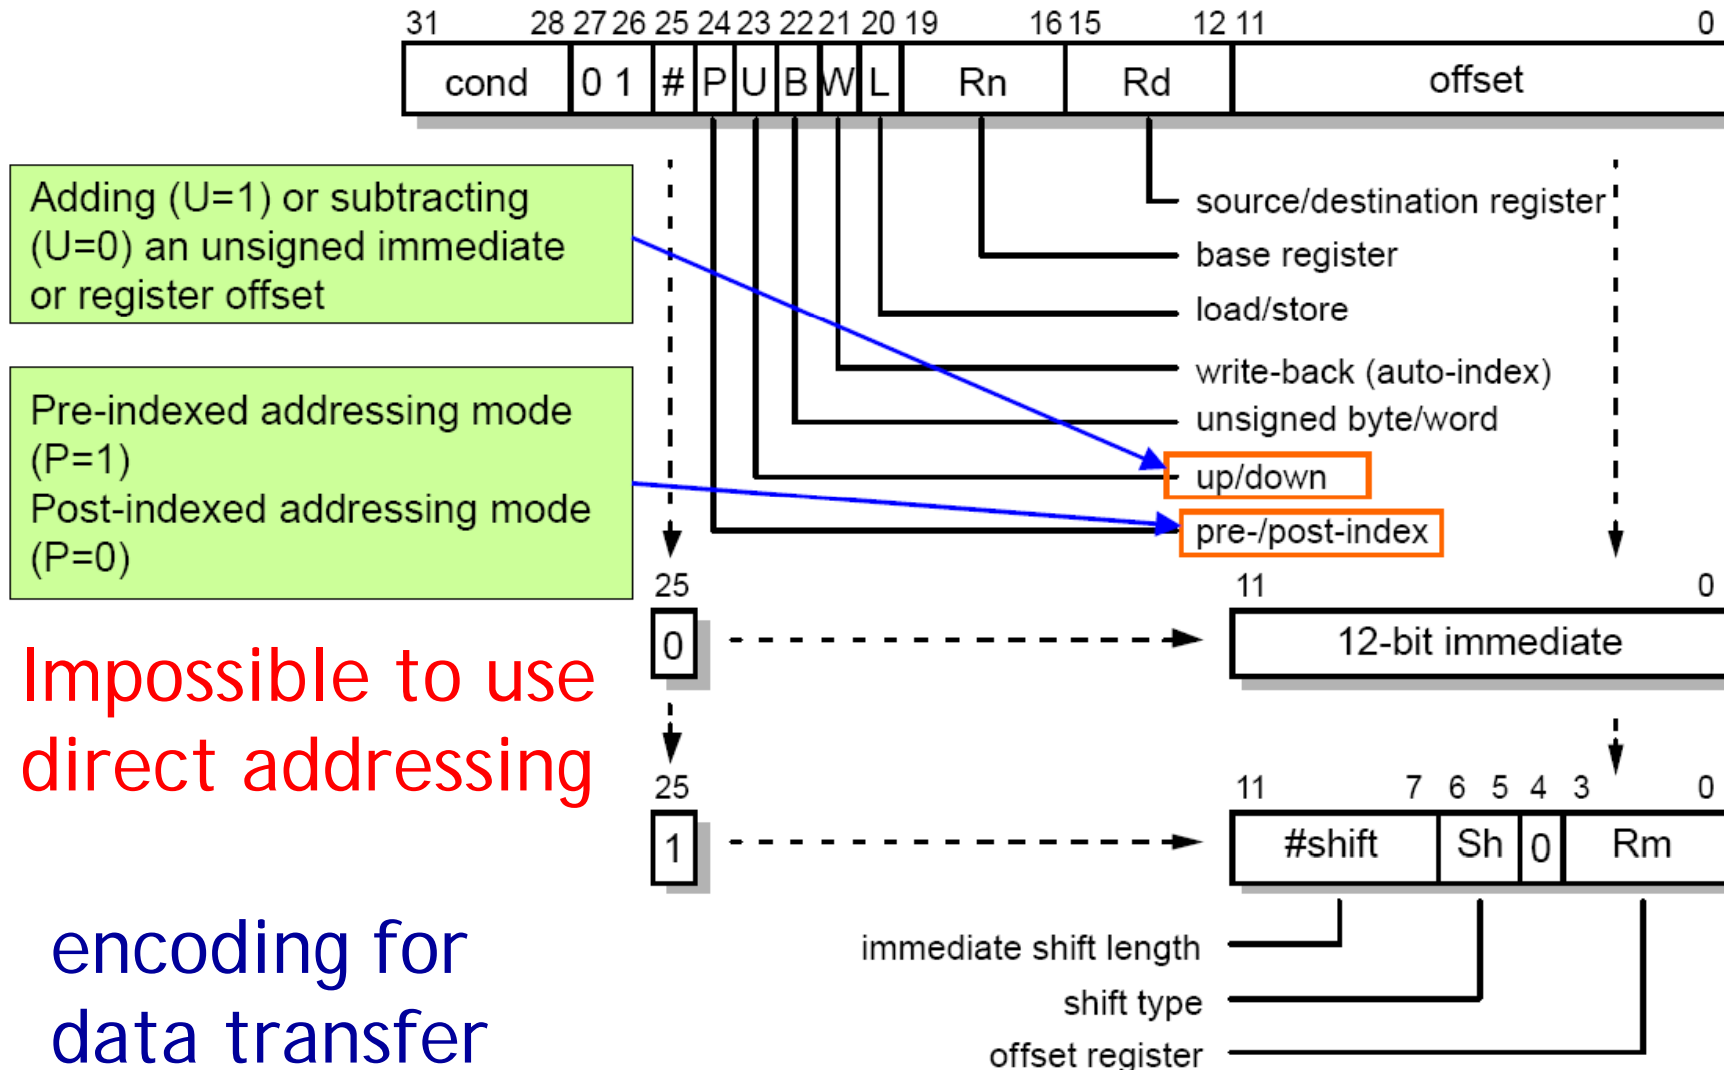 31 28 27 26 25 24 23 22 21 20 19 16 15 12 11 0
cond 0 1 # P U B W L Rn Rd offset
Adding (U=1) or subtracting
(U=0) an unsigned immediate
or register offset
source/destination register
base register
load/store
write-back (auto-index)
unsigned byte/word
up/down
pre-/post-index
Pre-indexed addressing mode
(P=1)
Post-indexed addressing mode
(P=0)
25 11 0
0 12-bit immediate
Impossible to use
direct addressing
25 11 7 6 5 4 3 0
1 #shift Sh 0 Rm
immediate shift length
shift type
offset register
encoding for
data transfer